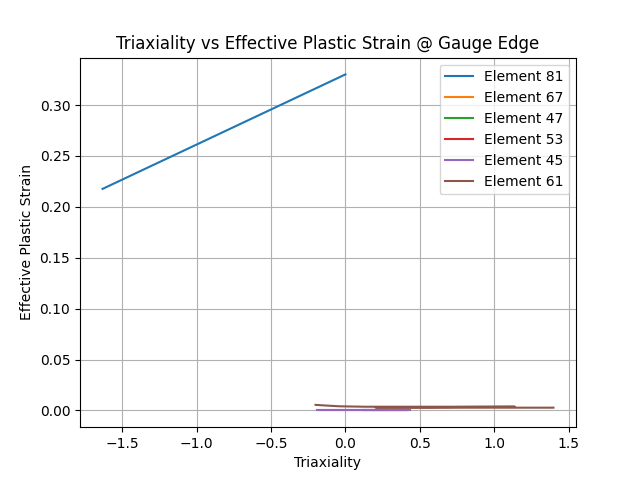 Triaxiality vs Effective Plastic Strain @ Gauge Edge
Element 81
Element 67
Element 47
Element 53
Element 45
Element 61
Effective Plastic Strain
0.30
0.25
0.20
0.15
0.10
0.05
0.00
−1.5 −1.0 −0.5 0.0 0.5 1.0 1.5
Triaxiality